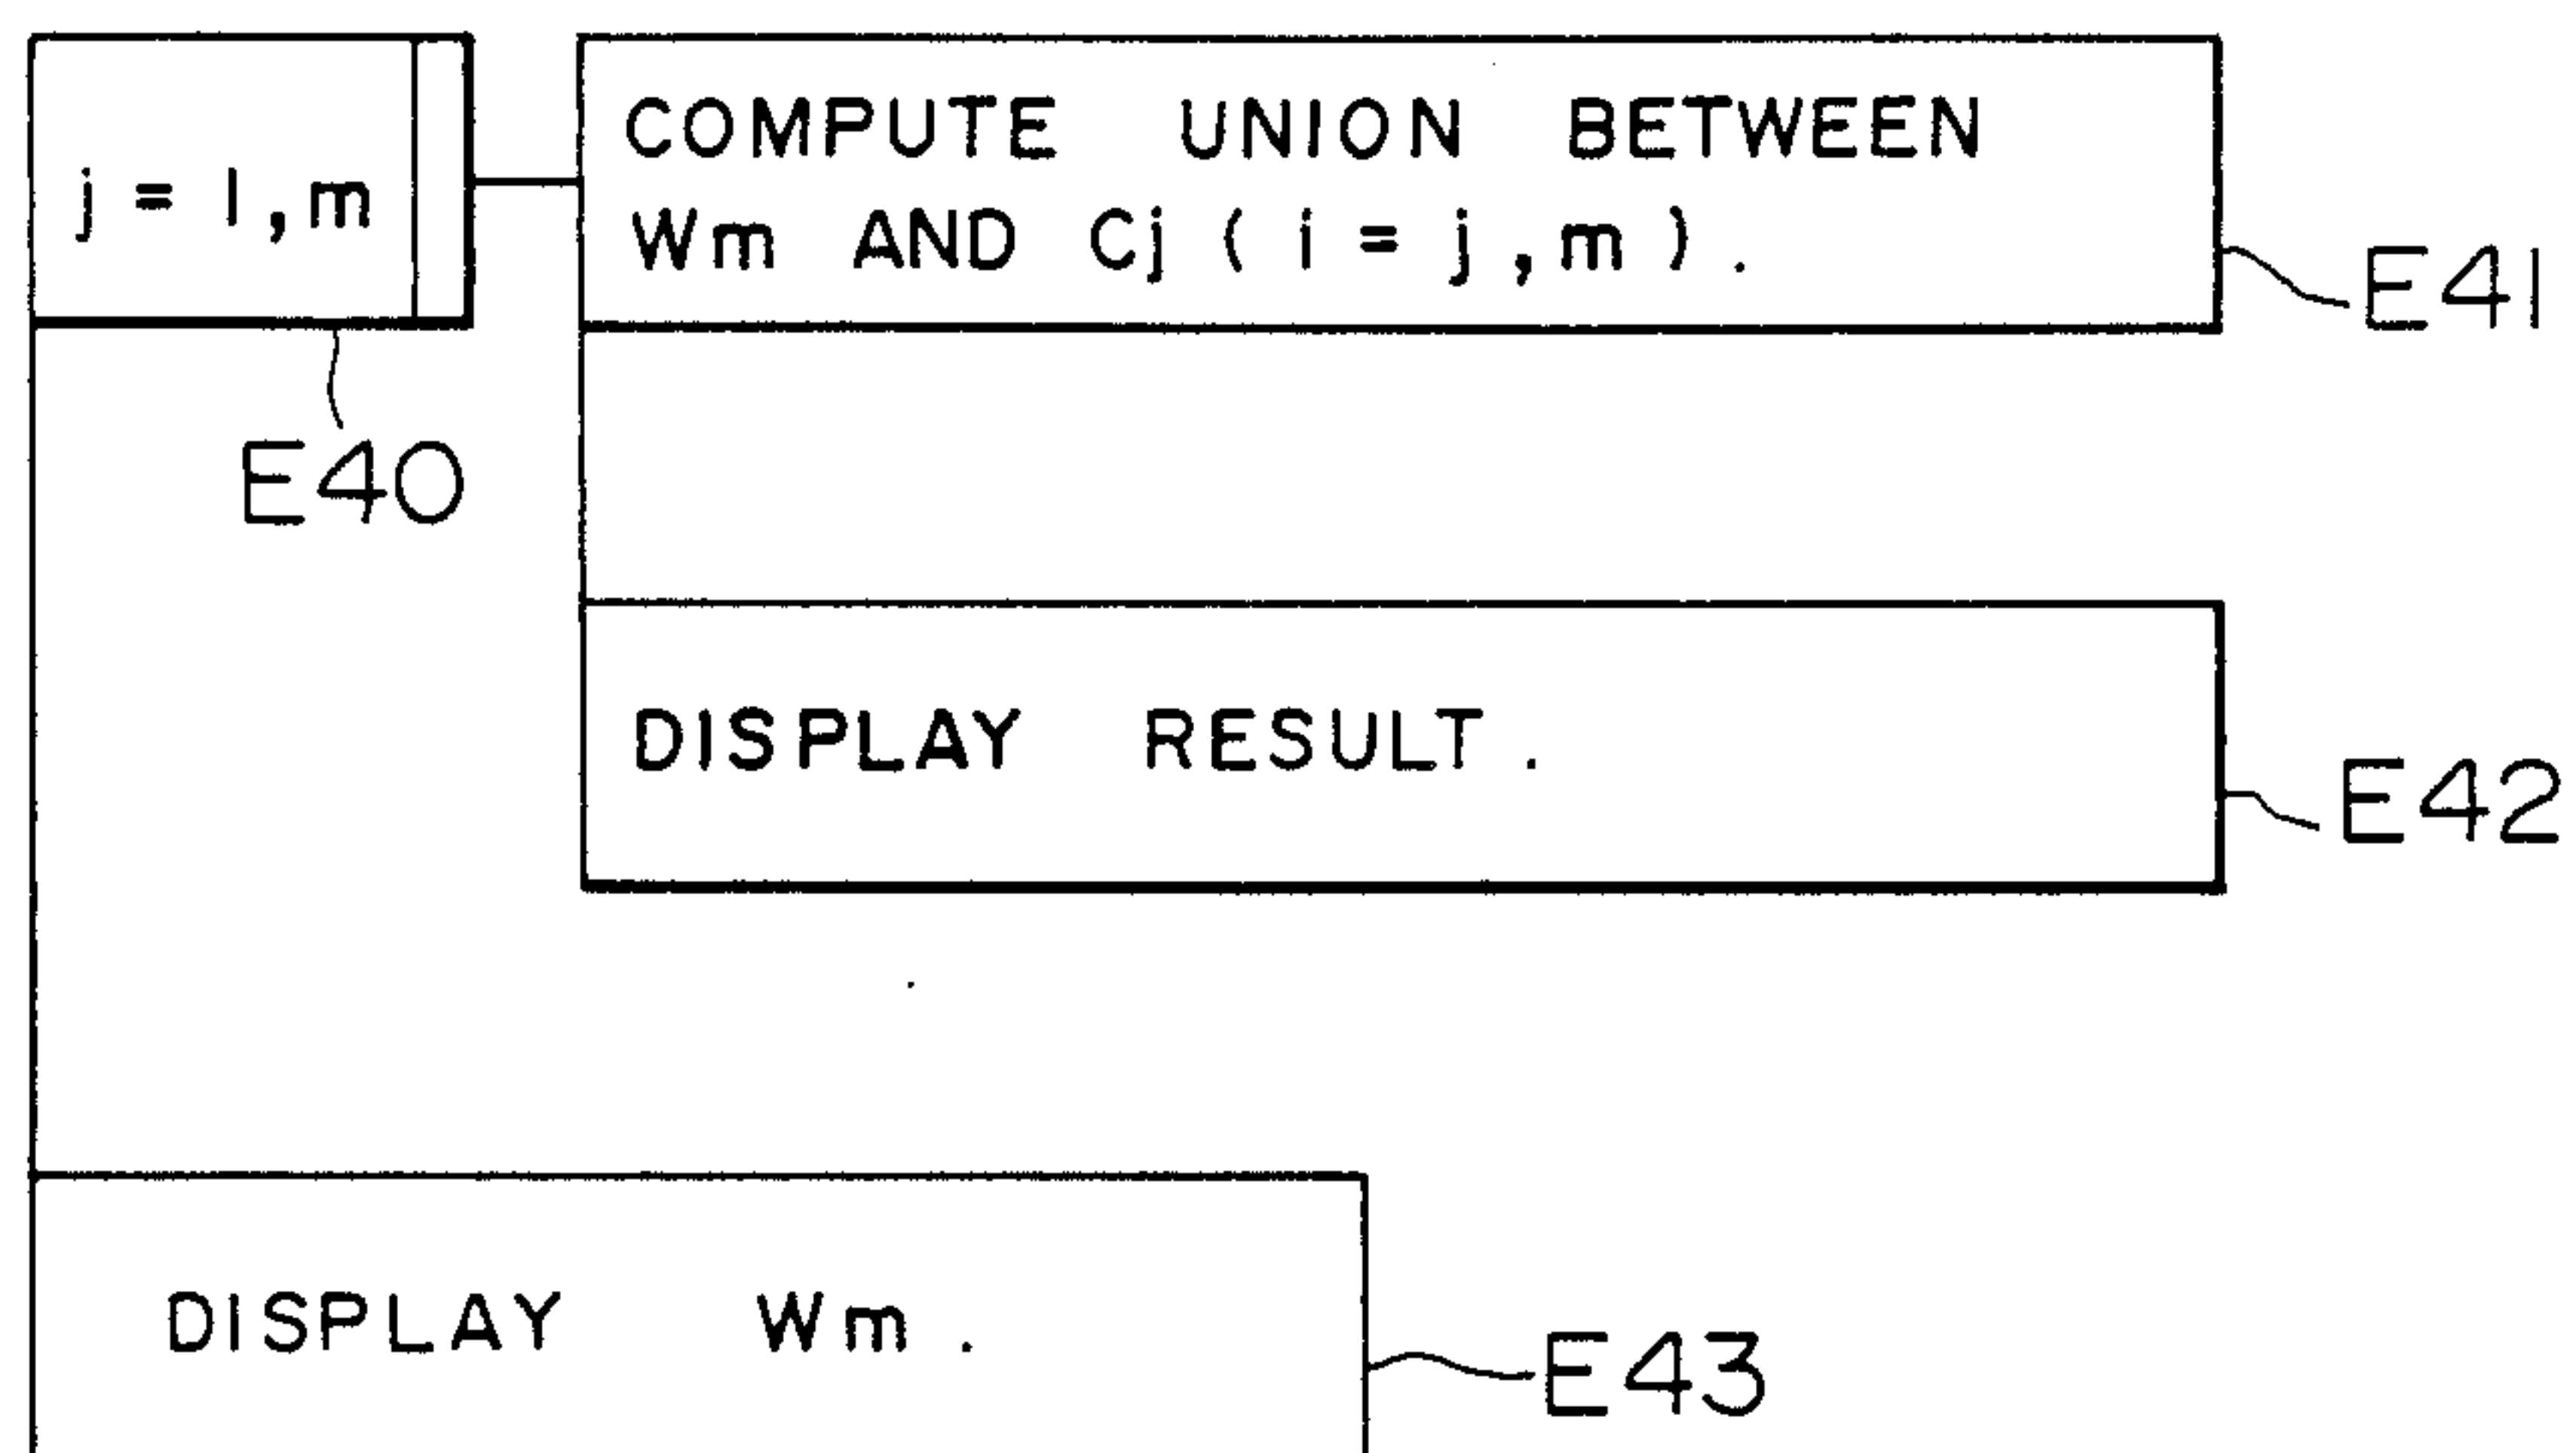 j = 1,m
COMPUTE UNION BETWEEN
Wm AND Cj ( i = j ,m ) .
E41
E40
DISPLAY RESULT .
E42
DISPLAY Wm .
E43